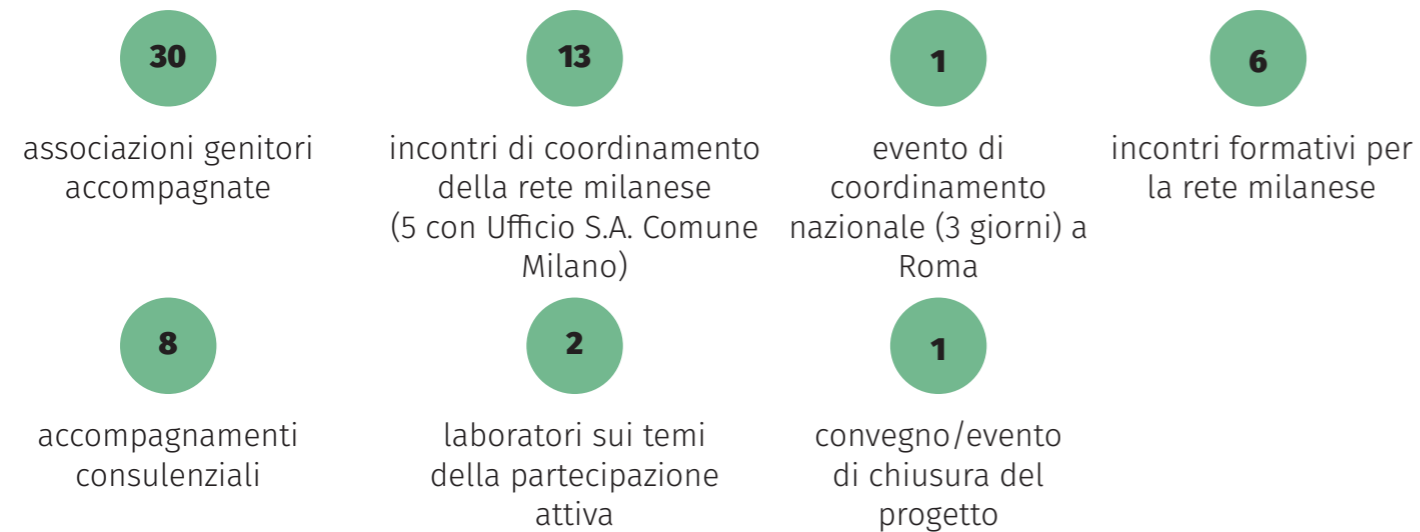 30
associazioni genitori
accompagnate
13
incontri di coordinamento
della rete milanese
(5 con Ufficio S.A. Comune
Milano)
1
evento di
coordinamento
nazionale (3 giorni) a
Roma
6
incontri formativi per
la rete milanese
8
accompagnamenti
consulenziali
2
laboratori sui temi
della partecipazione
attiva
1
convegno/evento
di chiusura del
progetto